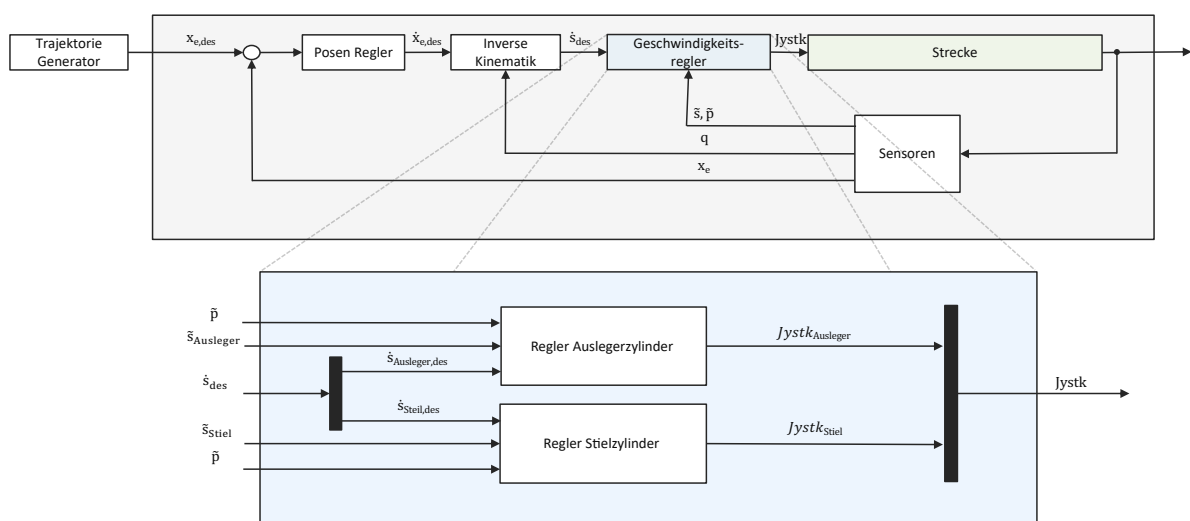 Trajektorie
Generator
x_e,des
Posen Regler
ẋ_e,des
Inverse
Kinematik
ṡ_des
Geschwindigkeits-
regler
Jystk
Strecke
s̃, p̃
q
x_e
Sensoren
p̃
s̃_Ausleger
ṡ_des
ṡ_Ausleger,des
ṡ_Steil,des
s̃_Stiel
p̃
Regler Auslegerzylinder
Regler Stielzylinder
Jystk_Ausleger
Jystk_Stiel
Jystk